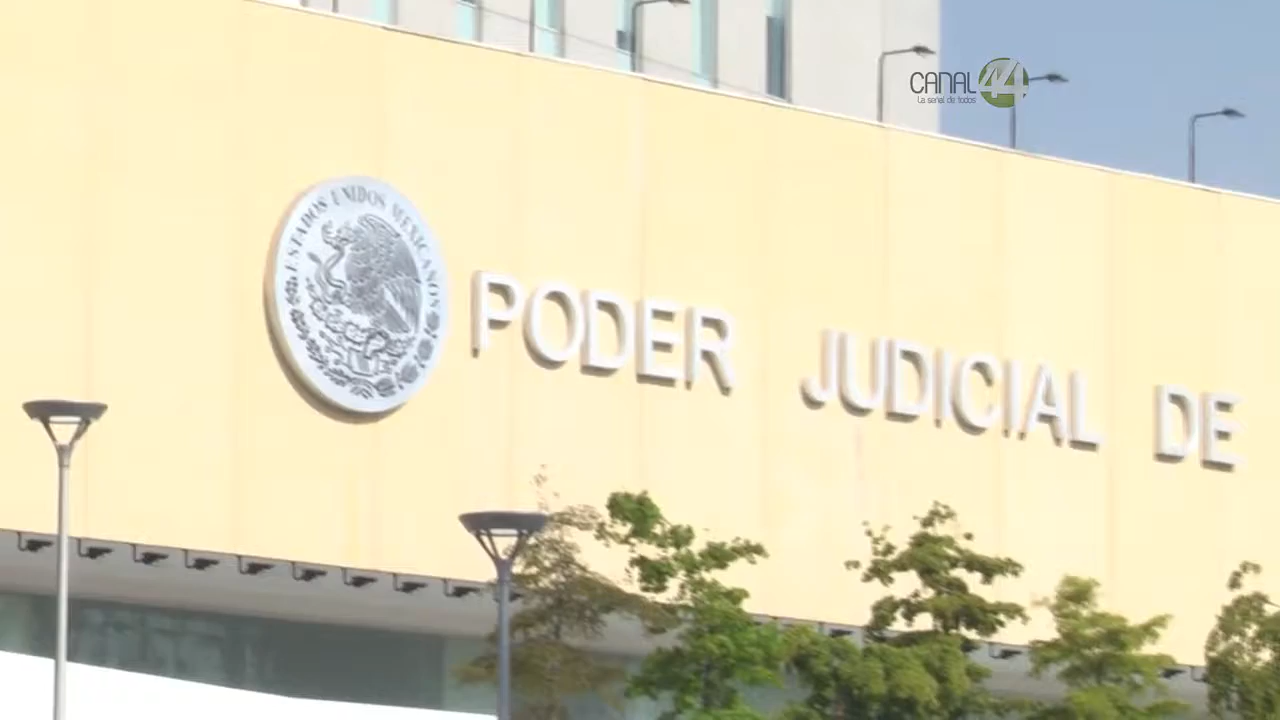 CANAL 44
La señal de todos
ESTADOS UNIDOS MEXICANOS
PODER JUDICIAL DE